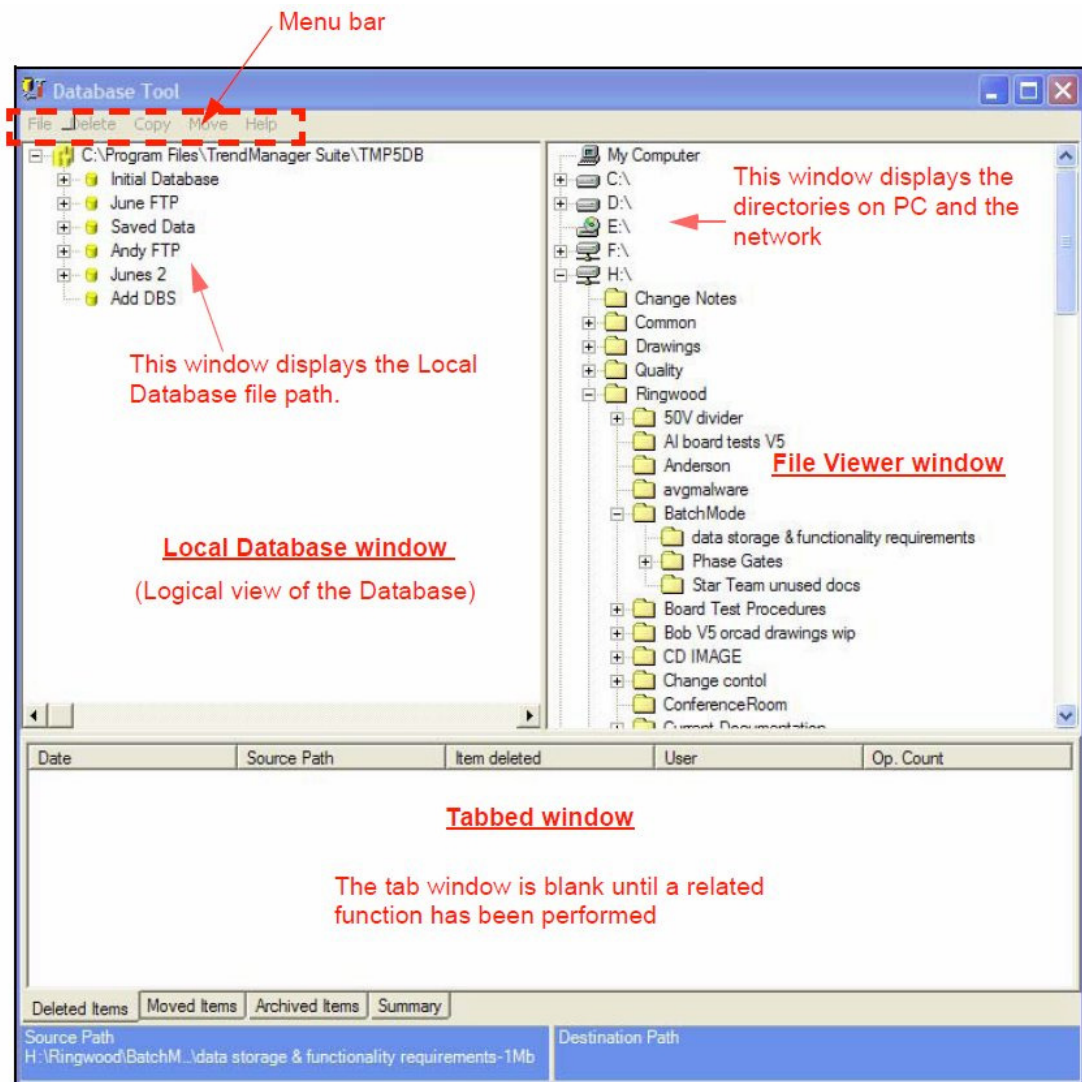 Menu bar
Database Tool
File Delete Copy Move Help
C:\Program Files\TrendManager Suite\TMP5DB
Initial Database
June FTP
Saved Data
Andy FTP
Junes 2
Add DBS
This window displays the Local
Database file path.
Local Database window
(Logical view of the Database)
My Computer
C:\
D:\
E:\
F:\
H:\
This window displays the
directories on PC and the
network
Change Notes
Common
Drawings
Quality
Ringwood
50V divider
AI board tests V5
Anderson
avgmalware
BatchMode
File Viewer window
data storage & functionality requirements
Phase Gates
Star Team unused docs
Board Test Procedures
Bob V5 orcad drawings wip
CD IMAGE
Change contol
ConferenceRoom
Current Documentation
Date Source Path Item deleted User Op. Count
Tabbed window
The tab window is blank until a related
function has been performed
Deleted Items Moved Items Archived Items Summary
Source Path
H:\Ringwood\BatchM...\data storage & functionality requirements-1Mb
Destination Path